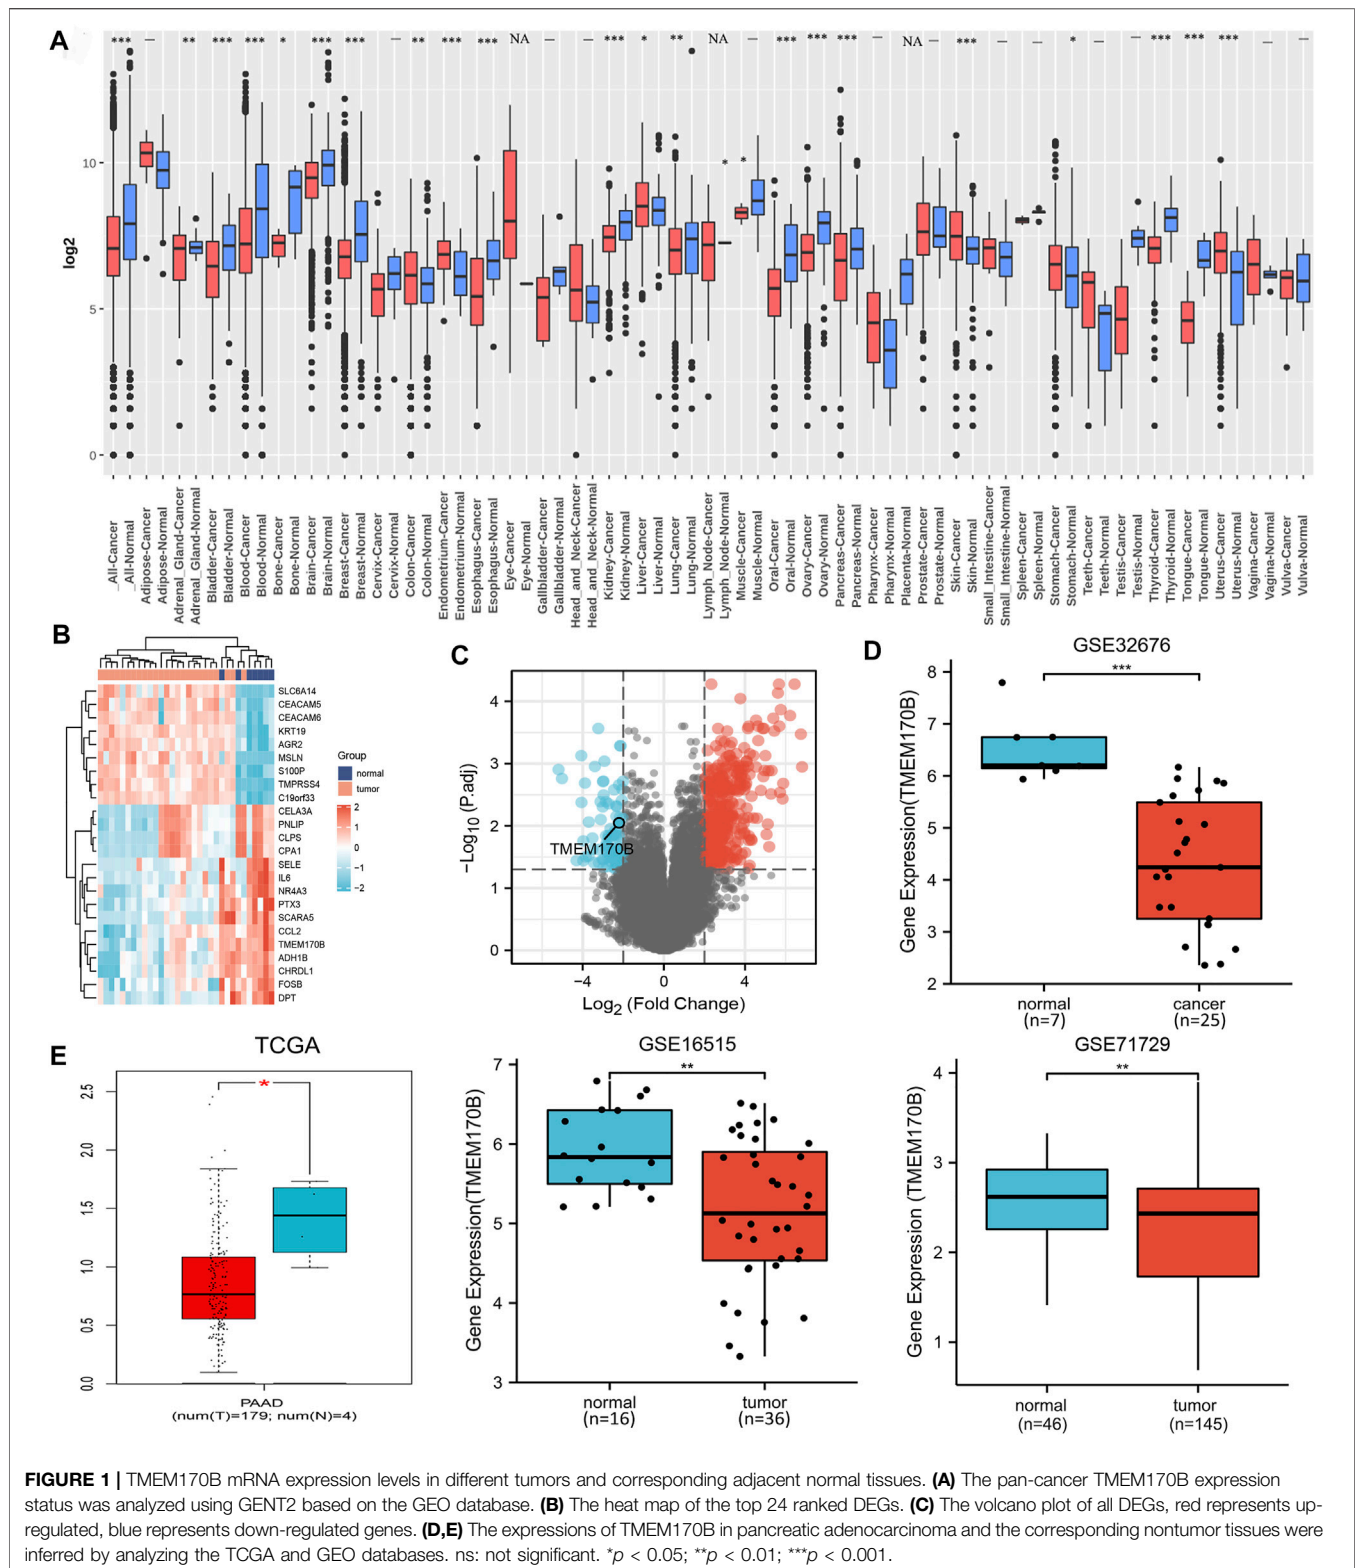 A
*** — ** *** *** * *** *** — ** *** *** NA — — *** * ** NA — *** *** *** — NA — *** — — * — — *** *** *** — —
* *
log2
10
5
0
_All-Cancer
_All-Normal
Adipose-Cancer
Adipose-Normal
Adrenal_Gland-Cancer
Adrenal_Gland-Normal
Bladder-Cancer
Bladder-Normal
Blood-Cancer
Blood-Normal
Bone-Cancer
Bone-Normal
Brain-Cancer
Brain-Normal
Breast-Cancer
Breast-Normal
Cervix-Cancer
Cervix-Normal
Colon-Cancer
Colon-Normal
Endometrium-Cancer
Endometrium-Normal
Esophagus-Cancer
Esophagus-Normal
Eye-Cancer
Eye-Normal
Gallbladder-Cancer
Gallbladder-Normal
Head_and_Neck-Cancer
Head_and_Neck-Normal
Kidney-Cancer
Kidney-Normal
Liver-Cancer
Liver-Normal
Lung-Cancer
Lung-Normal
Lymph_Node-Cancer
Lymph_Node-Normal
Muscle-Cancer
Muscle-Normal
Oral-Cancer
Oral-Normal
Ovary-Cancer
Ovary-Normal
Pancreas-Cancer
Pancreas-Normal
Pharynx-Cancer
Pharynx-Normal
Placenta-Normal
Prostate-Cancer
Prostate-Normal
Skin-Cancer
Skin-Normal
Small_Intestine-Cancer
Small_Intestine-Normal
Spleen-Cancer
Spleen-Normal
Stomach-Cancer
Stomach-Normal
Teeth-Cancer
Teeth-Normal
Testis-Cancer
Testis-Normal
Thyroid-Cancer
Thyroid-Normal
Tongue-Cancer
Tongue-Normal
Uterus-Cancer
Uterus-Normal
Vagina-Cancer
Vagina-Normal
Vulva-Cancer
Vulva-Normal
B
SLC6A14
CEACAM5
CEACAM6
KRT19
AGR2
MSLN
S100P
TMPRSS4
C19orf33
CELA3A
PNLIP
CLPS
CPA1
SELE
IL6
NR4A3
PTX3
SCARA5
CCL2
TMEM170B
ADH1B
CHRDL1
FOSB
DPT
Group
normal
tumor
2
1
0
−1
−2
C
−Log10 (P.adj)
4
3
2
1
0
TMEM170B
−4 0 4
Log2 (Fold Change)
D
GSE32676
***
Gene Expression(TMEM170B)
8
7
6
5
4
3
2
normal cancer
(n=7) (n=25)
E
TCGA
*
2.5
2.0
1.5
1.0
0.5
0.0
PAAD
(num(T)=179; num(N)=4)
GSE16515
**
Gene Expression(TMEM170B)
7
6
5
4
3
normal tumor
(n=16) (n=36)
GSE71729
**
Gene Expression (TMEM170B)
4
3
2
1
normal tumor
(n=46) (n=145)
FIGURE 1 | TMEM170B mRNA expression levels in different tumors and corresponding adjacent normal tissues. (A) The pan-cancer TMEM170B expression
status was analyzed using GENT2 based on the GEO database. (B) The heat map of the top 24 ranked DEGs. (C) The volcano plot of all DEGs, red represents up-
regulated, blue represents down-regulated genes. (D,E) The expressions of TMEM170B in pancreatic adenocarcinoma and the corresponding nontumor tissues were
inferred by analyzing the TCGA and GEO databases. ns: not significant. *p < 0.05; **p < 0.01; ***p < 0.001.